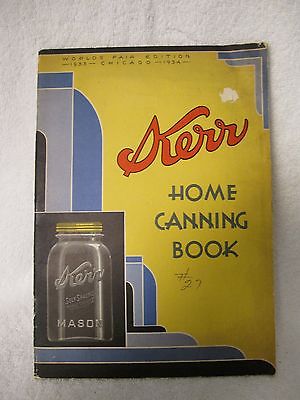 WORLDS FAIR EDITION
1933 — CHICAGO — 1934
Kerr
HOME
CANNING
BOOK
#
27
Kerr
SELF SEALING
MASON